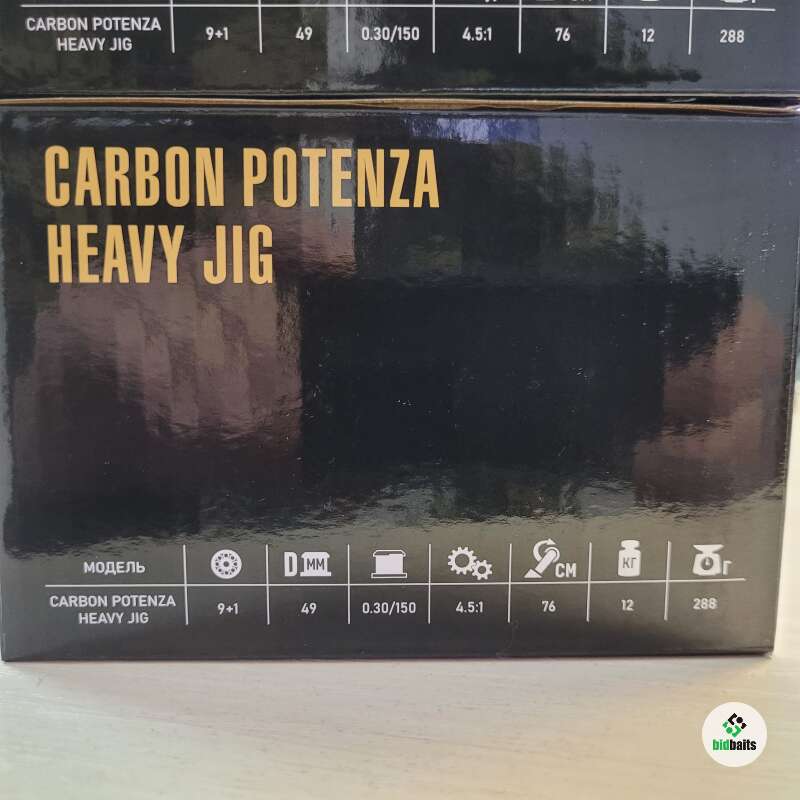 CARBON POTENZA
HEAVY JIG
9+1 49 0.30/150 4.5:1 76 12 288
CARBON POTENZA
HEAVY JIG
МОДЕЛЬ D ММ СМ КГ Г
CARBON POTENZA
HEAVY JIG
9+1 49 0.30/150 4.5:1 76 12 288
bidbaits